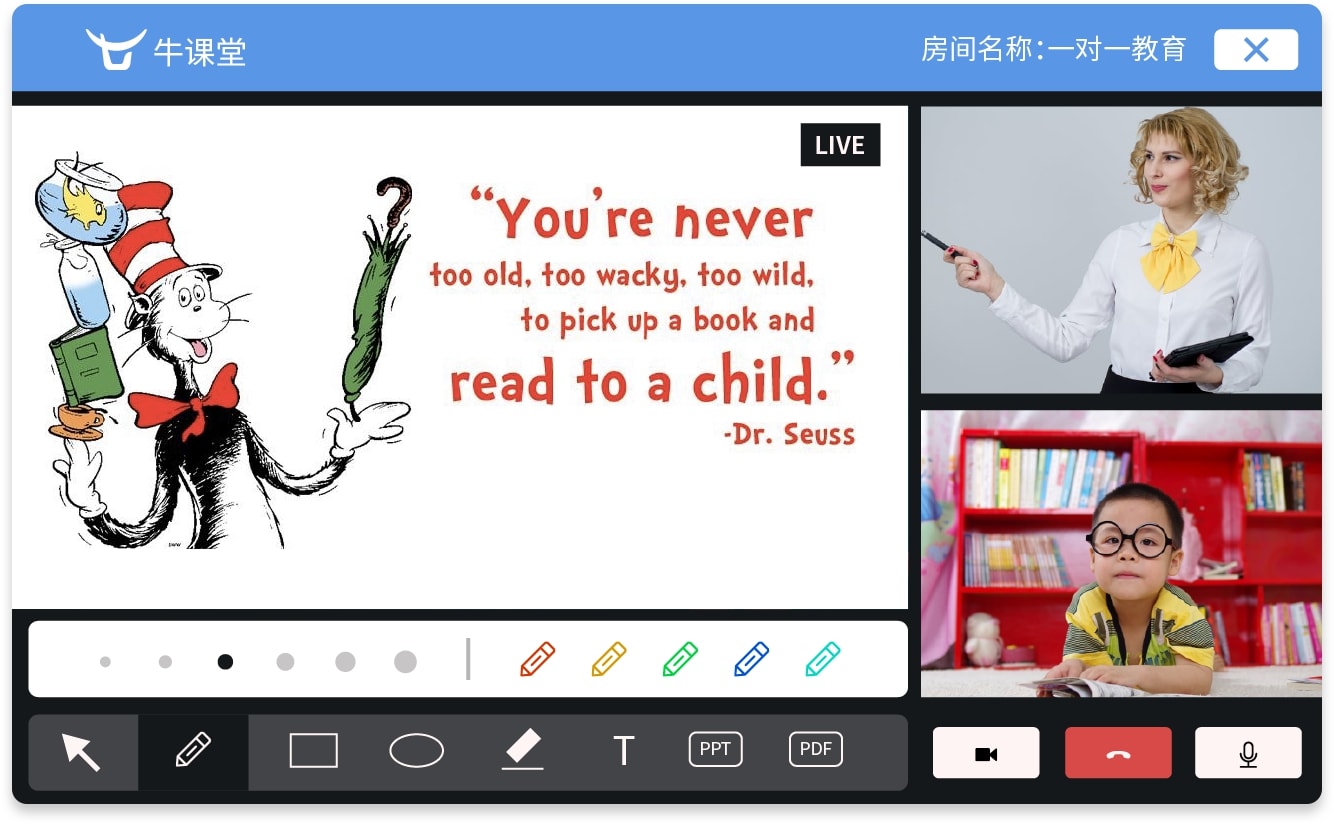 牛课堂
房间名称：一对一教育
LIVE
“You're never
too old, too wacky, too wild,
to pick up a book and
read to a child.”
-Dr. Seuss
T
PPT
PDF